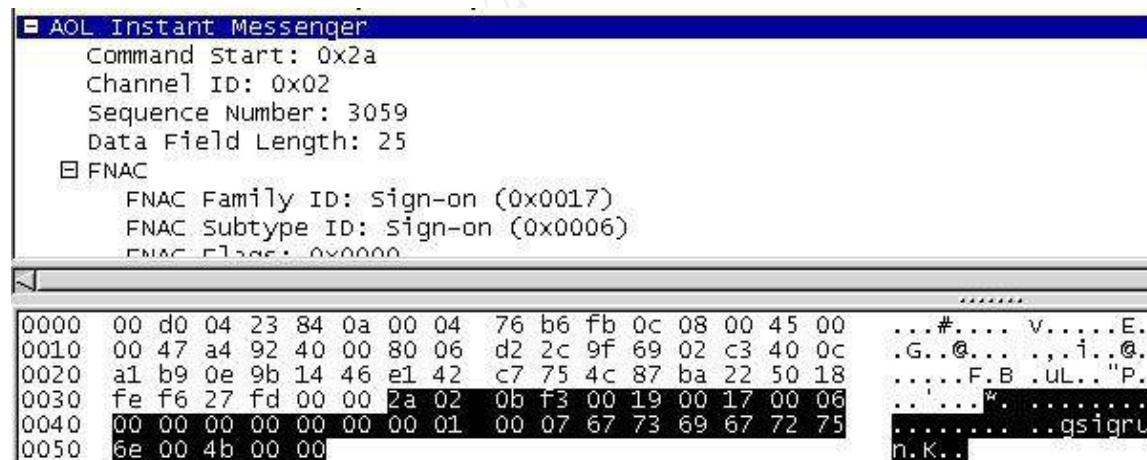 AOL Instant Messenger
Command Start: 0x2a
Channel ID: 0x02
Sequence Number: 3059
Data Field Length: 25
FNAC
FNAC Family ID: Sign-on (0x0017)
FNAC Subtype ID: Sign-on (0x0006)
FNAC Flags: 0x0000
0000 00 d0 04 23 84 0a 00 04 76 b6 fb 0c 08 00 45 00 ...#.... v.....E.
0010 00 47 a4 92 40 00 80 06 d2 2c 9f 69 02 c3 40 0c .G..@... .,.i..@.
0020 a1 b9 0e 9b 14 46 e1 42 c7 75 4c 87 ba 22 50 18 .....F.B .uL.."P.
0030 fe f6 27 fd 00 00 2a 02 0b f3 00 19 00 17 00 06 ..'...*. ........
0040 00 00 00 00 00 00 00 01 00 07 67 73 69 67 72 75 ........ ..gsigru
0050 6e 00 4b 00 00 n.K..